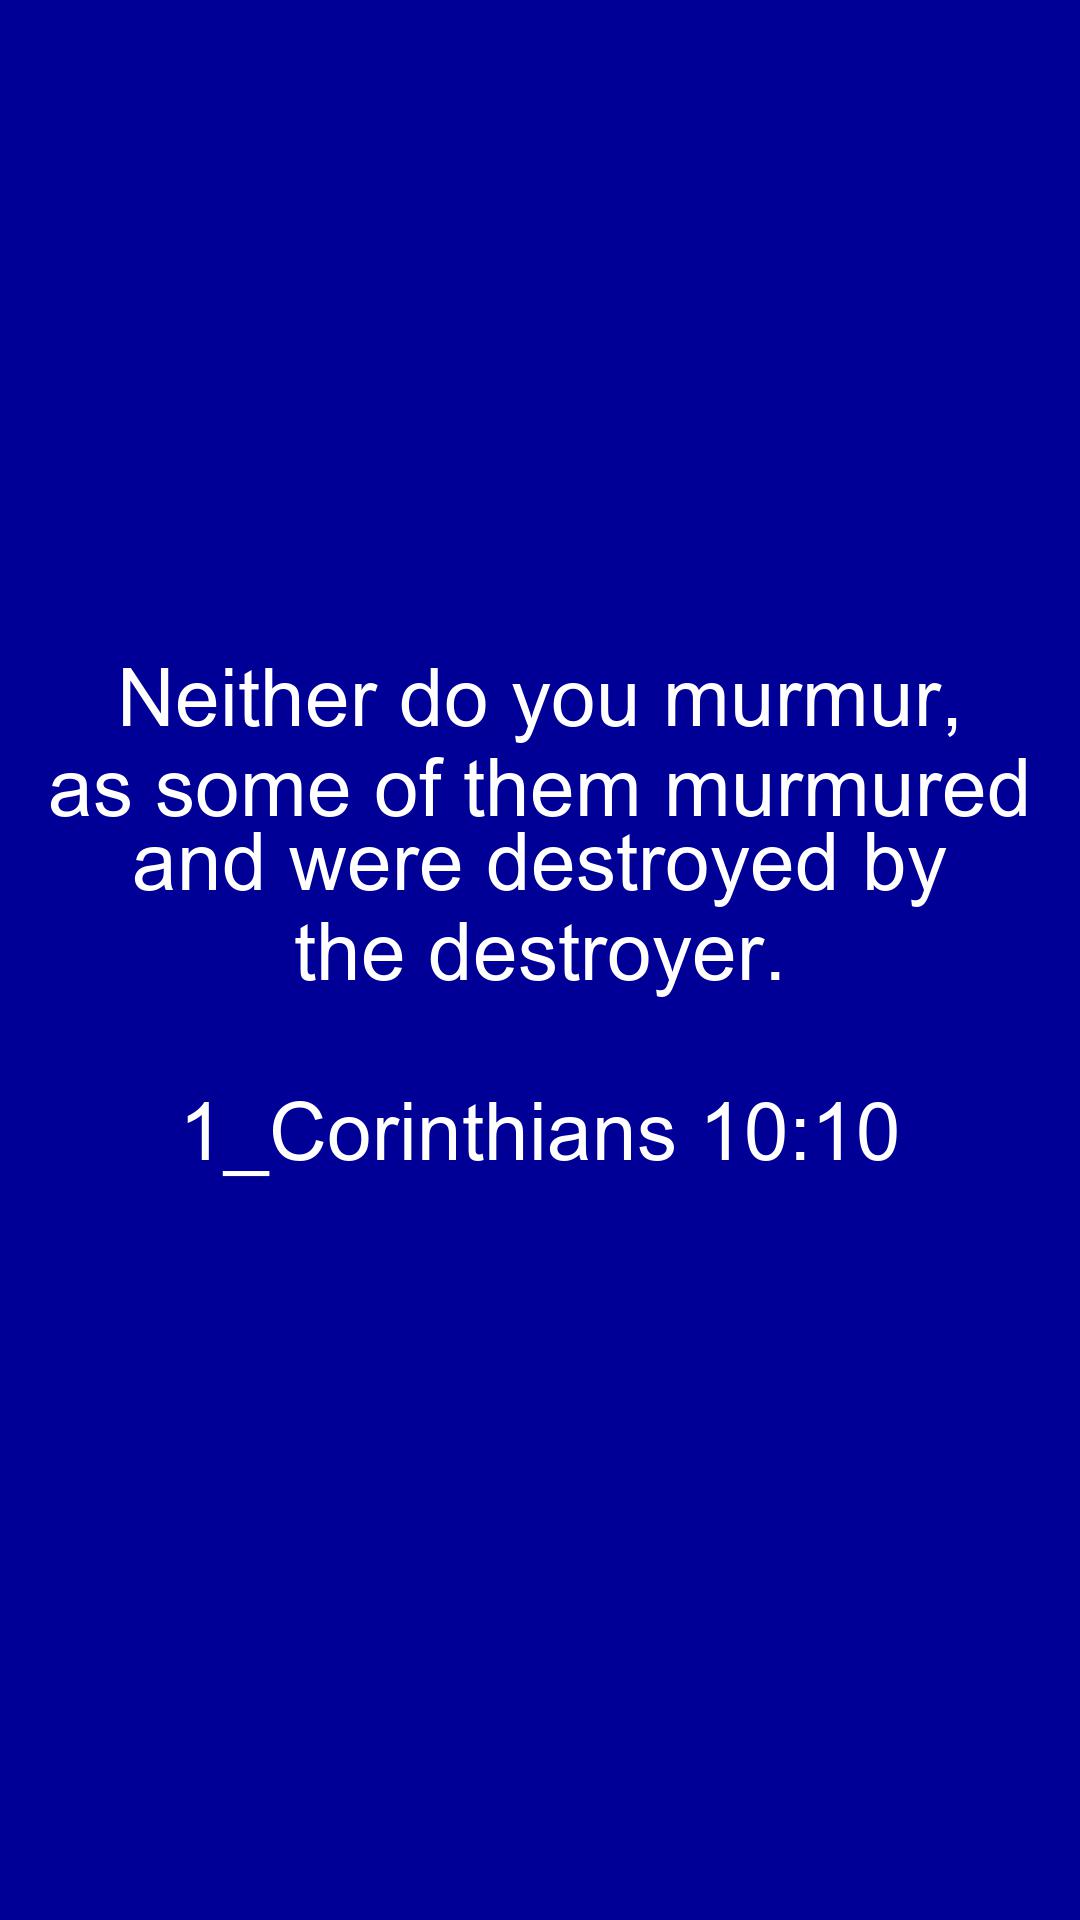 Neither do you murmur,
as some of them murmured
and were destroyed by
the destroyer.
1_Corinthians 10:10